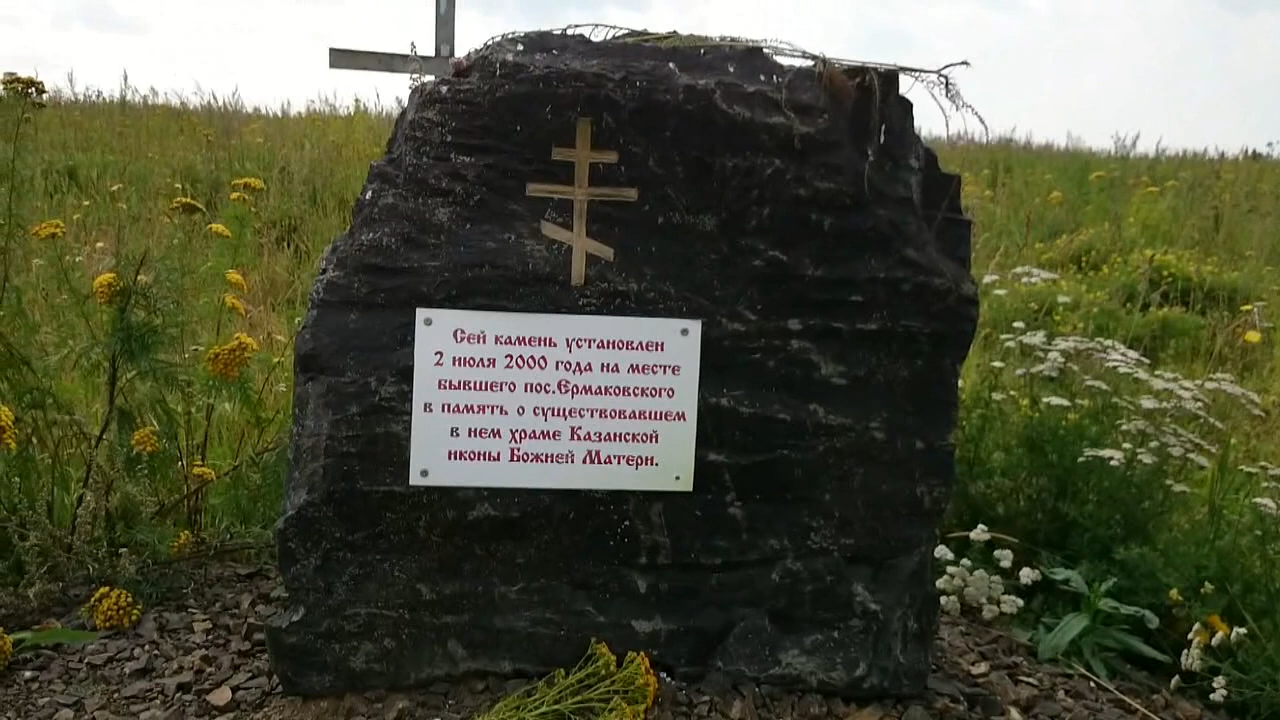 Сей камень установлен
2 июля 2000 года на месте
бывшего пос.Ермаковского
в память о существовавшем
в нем храме Казанской
иконы Божией Матери.